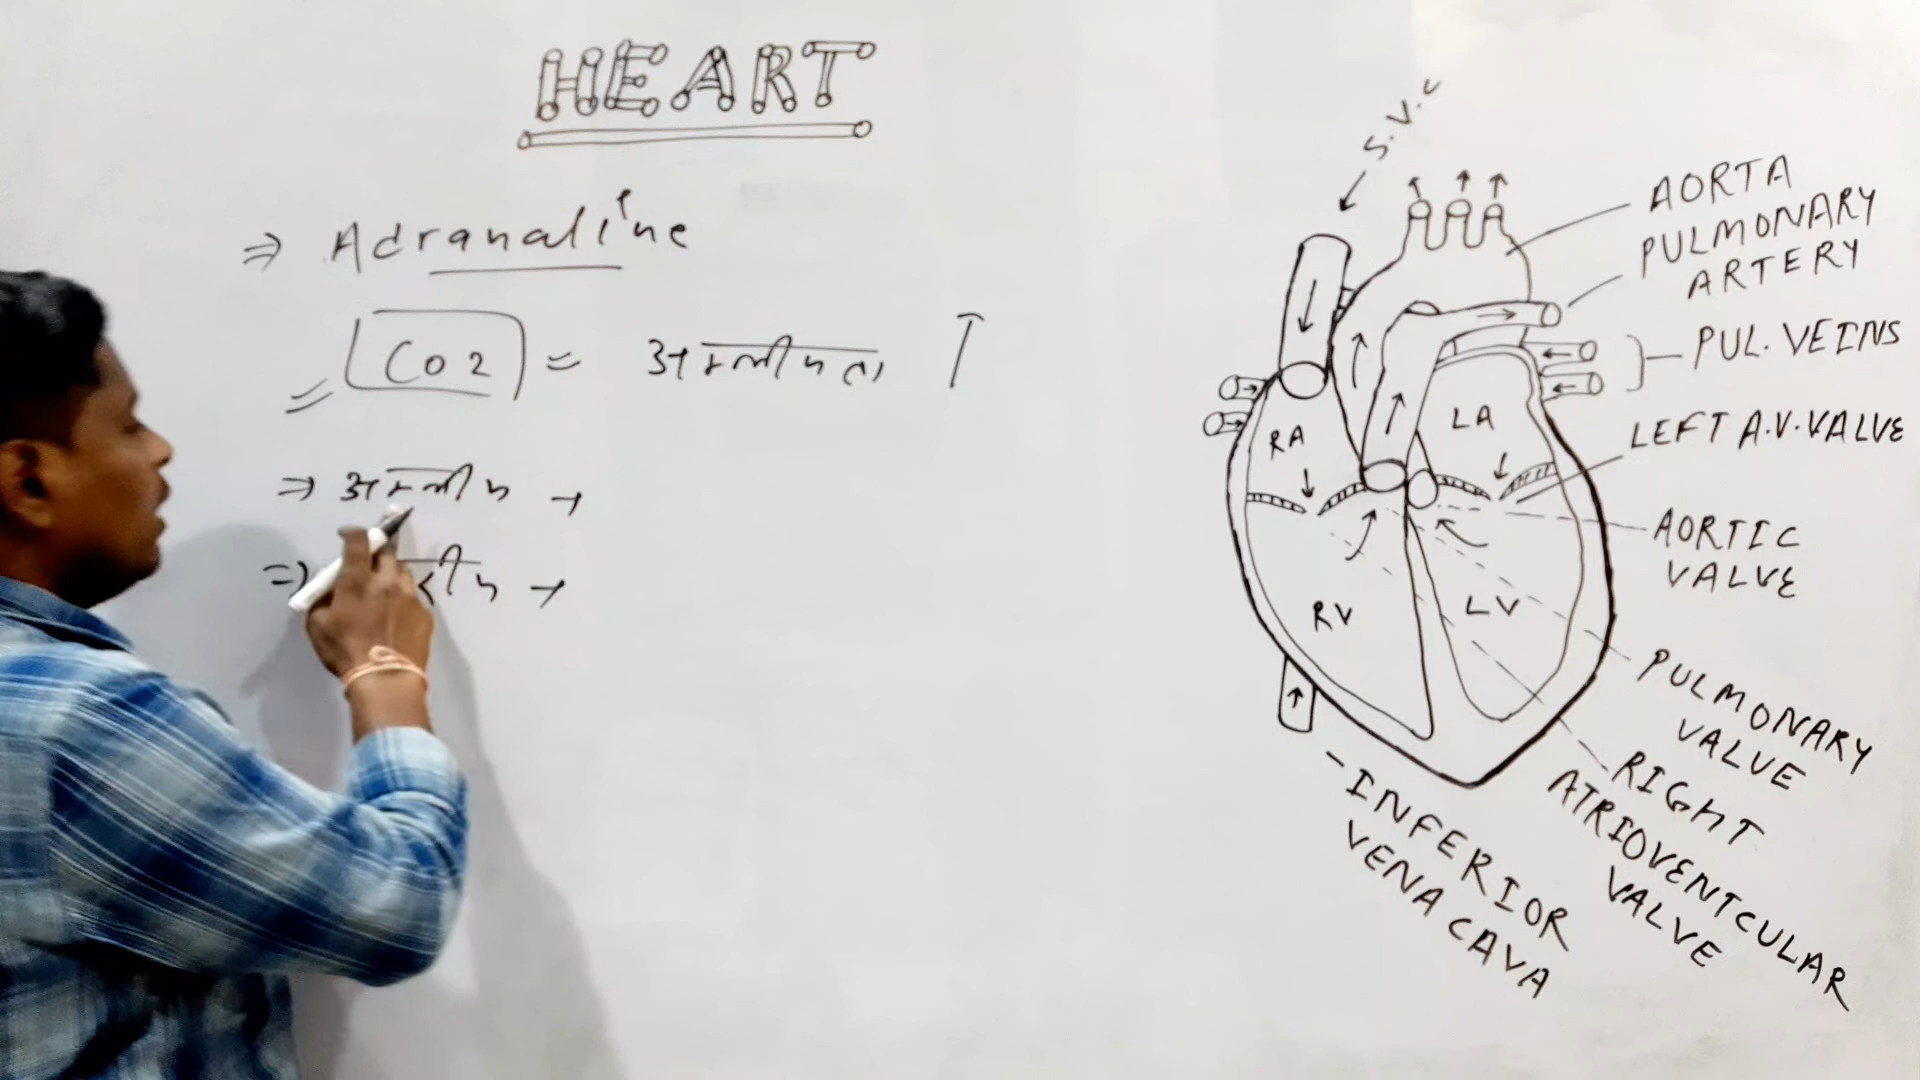 HEART
⇒ Adranaline
= CO2 = अम्लीयता ↑
⇒ अम्लीय →
⇒
S.V.C
AORTA
PULMONARY
ARTERY
PUL. VEINS
LEFT A.V. VALVE
AORTIC
VALVE
PULMONARY
VALVE
RIGHT
ATRIOVENTCULAR
VALVE
- INFERIOR
VENA CAVA
RA
LA
RV
LV